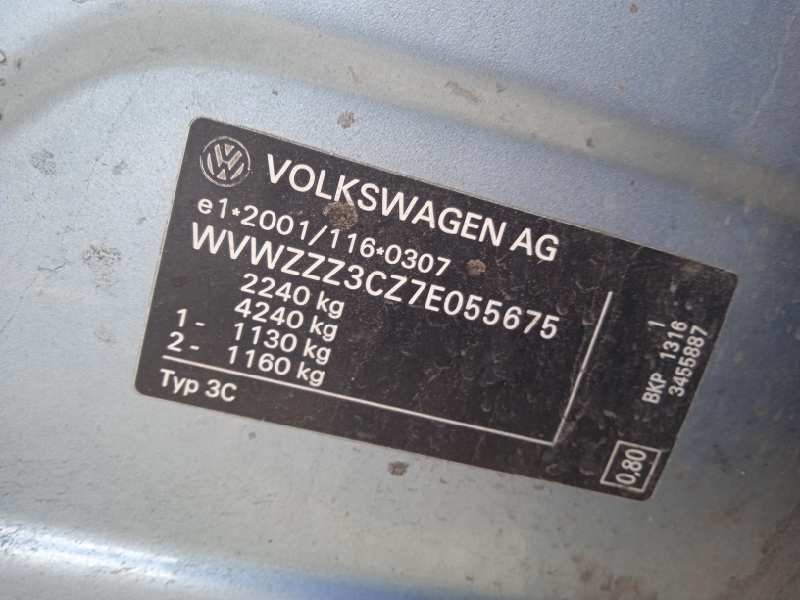 VOLKSWAGEN AG
e1*2001/116*0307
WVWZZZ3CZ7E055675
2240 kg
4240 kg
1 - 1130 kg
2 - 1160 kg
Typ 3C
1
BKP 1316
3455887
0.80